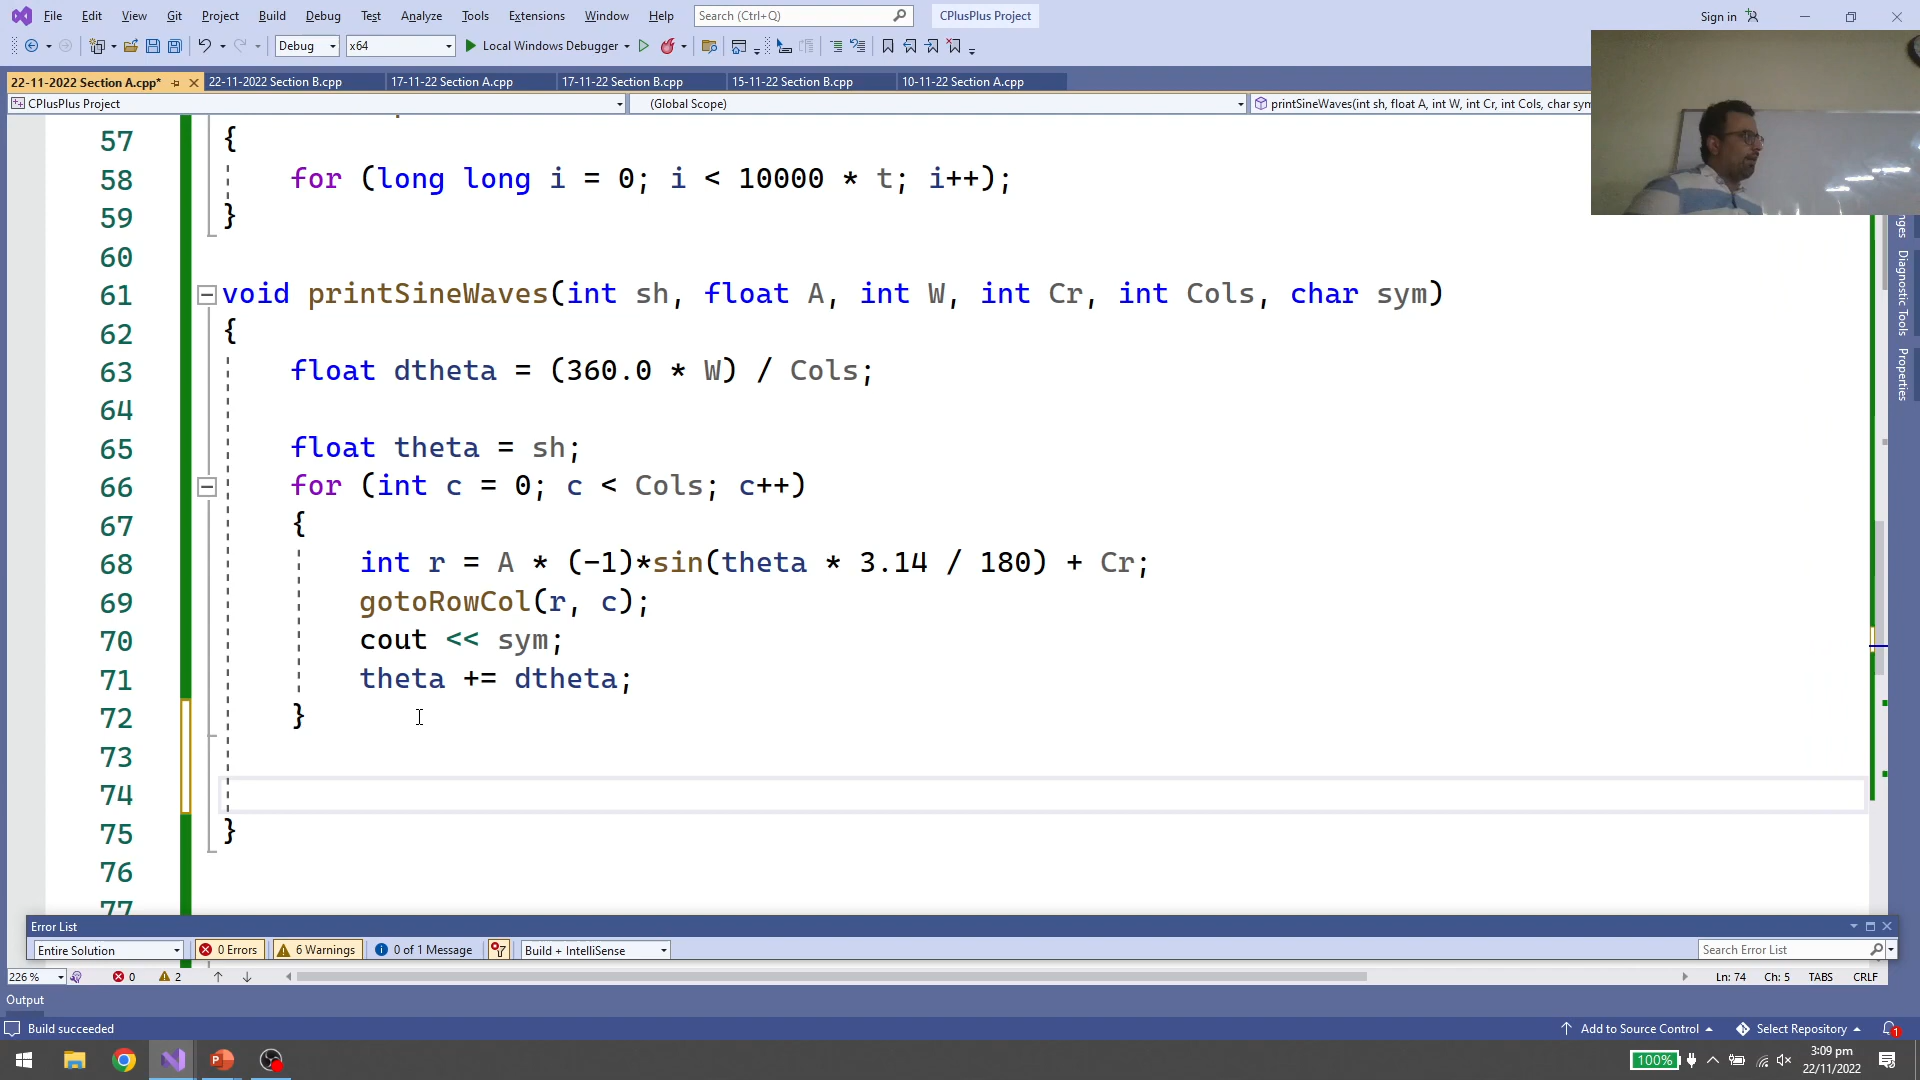 File Edit View Git Project Build Debug Test Analyze Tools Extensions Window Help Search (Ctrl+Q) CPlusPlus Project Sign in
Debug x64 Local Windows Debugger
22-11-2022 Section A.cpp* 22-11-2022 Section B.cpp 17-11-22 Section A.cpp 17-11-22 Section B.cpp 15-11-22 Section B.cpp 10-11-22 Section A.cpp
CPlusPlus Project (Global Scope) printSineWaves(int sh, float A, int W, int Cr, int Cols, char sym
57 {
58 for (long long i = 0; i < 10000 * t; i++);
59 }
60
61 void printSineWaves(int sh, float A, int W, int Cr, int Cols, char sym)
62 {
63 float dtheta = (360.0 * W) / Cols;
64
65 float theta = sh;
66 for (int c = 0; c < Cols; c++)
67 {
68 int r = A * (-1)*sin(theta * 3.14 / 180) + Cr;
69 gotoRowCol(r, c);
70 cout << sym;
71 theta += dtheta;
72 }
73
74
75 }
76
77
Diagnostic Tools
Properties
Error List
Entire Solution 0 Errors 6 Warnings 0 of 1 Message Build + IntelliSense Search Error List
226 % 0 2 Ln: 74 Ch: 5 TABS CRLF
Output
Build succeeded Add to Source Control Select Repository 1
100% 3:09 pm
22/11/2022